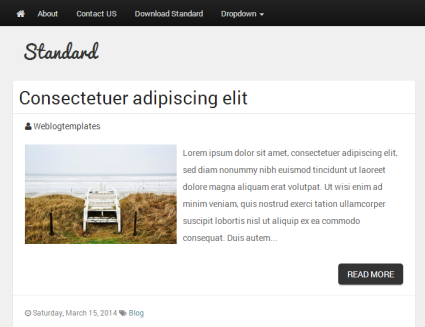 About Contact US Download Standard Dropdown
Standard
Consectetuer adipiscing elit
Weblogtemplates
Lorem ipsum dolor sit amet, consectetuer adipiscing elit,
sed diam nonummy nibh euismod tincidunt ut laoreet
dolore magna aliquam erat volutpat. Ut wisi enim ad
minim veniam, quis nostrud exerci tation ullamcorper
suscipit lobortis nisl ut aliquip ex ea commodo
consequat. Duis autem...
READ MORE
Saturday, March 15, 2014 Blog